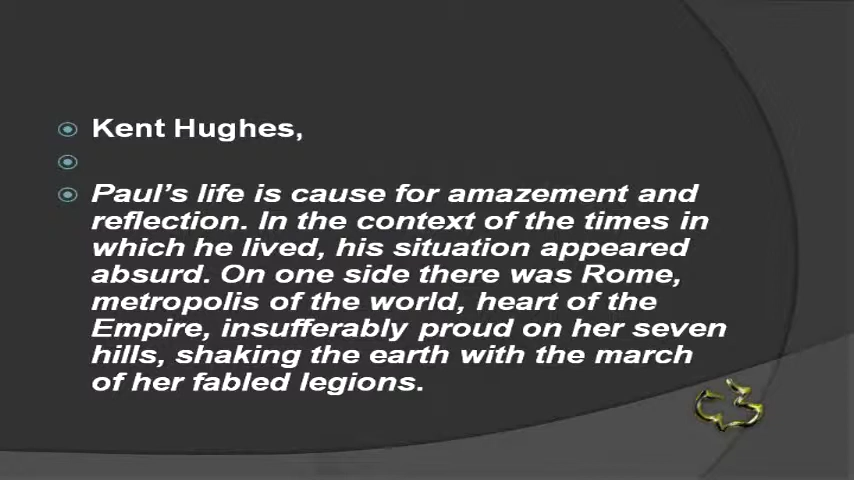 Kent Hughes,
Paul's life is cause for amazement and
reflection. In the context of the times in
which he lived, his situation appeared
absurd. On one side there was Rome,
metropolis of the world, heart of the
Empire, insufferably proud on her seven
hills, shaking the earth with the march
of her fabled legions.